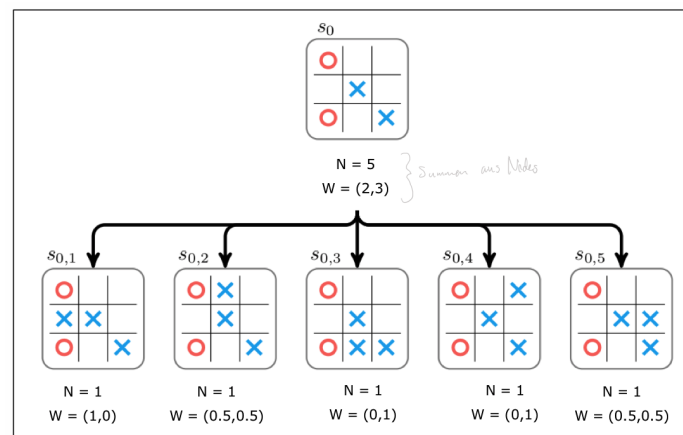 s0
N = 5
W = (2,3)
Summen aus Nodes
s0,1
s0,2
s0,3
s0,4
s0,5
N = 1
N = 1
N = 1
N = 1
N = 1
W = (1,0)
W = (0.5,0.5)
W = (0,1)
W = (0,1)
W = (0.5,0.5)